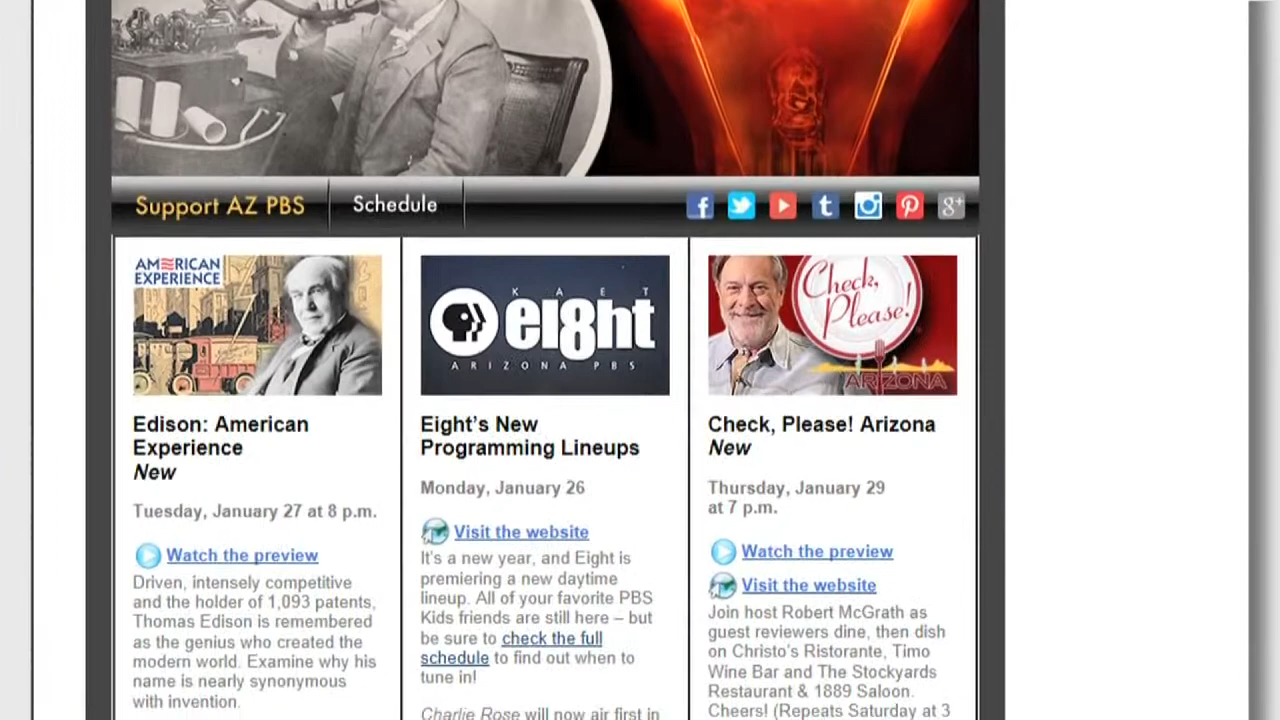 Support AZ PBS
Schedule
AMERICAN
EXPERIENCE
Edison: American
Experience
New
Tuesday, January 27 at 8 p.m.
Watch the preview
Driven, intensely competitive
and the holder of 1,093 patents,
Thomas Edison is remembered
as the genius who created the
modern world. Examine why his
name is nearly synonymous
with invention.
KAET
ei8ht
ARIZONA PBS
Eight's New
Programming Lineups
Monday, January 26
Visit the website
It's a new year, and Eight is
premiering a new daytime
lineup. All of your favorite PBS
Kids friends are still here – but
be sure to check the full
schedule to find out when to
tune in!
Charlie Rose will now air first in
Check,
Please!
ARIZONA
Check, Please! Arizona
New
Thursday, January 29
at 7 p.m.
Watch the preview
Visit the website
Join host Robert McGrath as
guest reviewers dine, then dish
on Christo's Ristorante, Timo
Wine Bar and The Stockyards
Restaurant & 1889 Saloon.
Cheers! (Repeats Saturday at 3